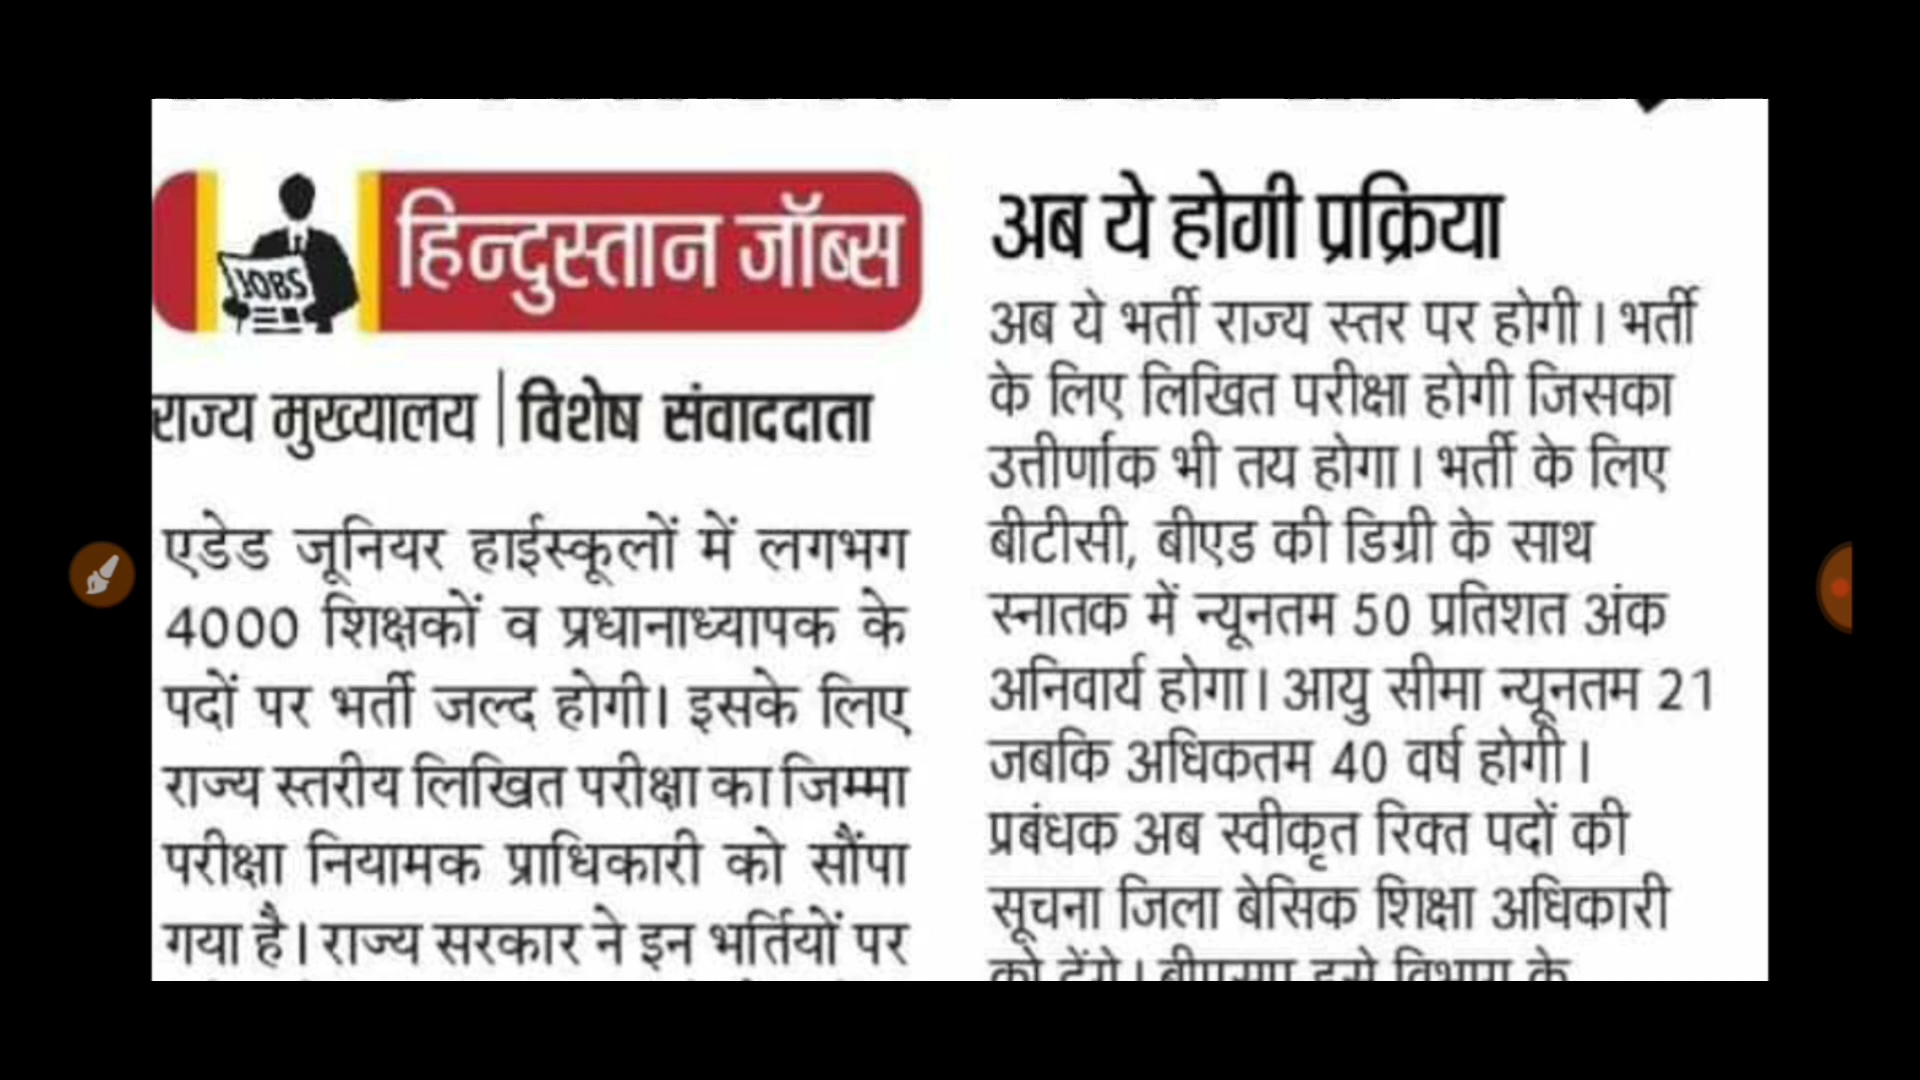 हिन्दुस्तान जॉब्स
JOBS
राज्य मुख्यालय | विशेष संवाददाता
एडेड जूनियर हाईस्कूलों में लगभग
4000 शिक्षकों व प्रधानाध्यापक के
पदों पर भर्ती जल्द होगी। इसके लिए
राज्य स्तरीय लिखित परीक्षा का जिम्मा
परीक्षा नियामक प्राधिकारी को सौंपा
गया है। राज्य सरकार ने इन भर्तियों पर
अब ये होगी प्रक्रिया
अब ये भर्ती राज्य स्तर पर होगी। भर्ती
के लिए लिखित परीक्षा होगी जिसका
उत्तीर्णांक भी तय होगा। भर्ती के लिए
बीटीसी, बीएड की डिग्री के साथ
स्नातक में न्यूनतम 50 प्रतिशत अंक
अनिवार्य होगा। आयु सीमा न्यूनतम 21
जबकि अधिकतम 40 वर्ष होगी।
प्रबंधक अब स्वीकृत रिक्त पदों की
सूचना जिला बेसिक शिक्षा अधिकारी
को देंगे। बीएसए इसे विभाग के